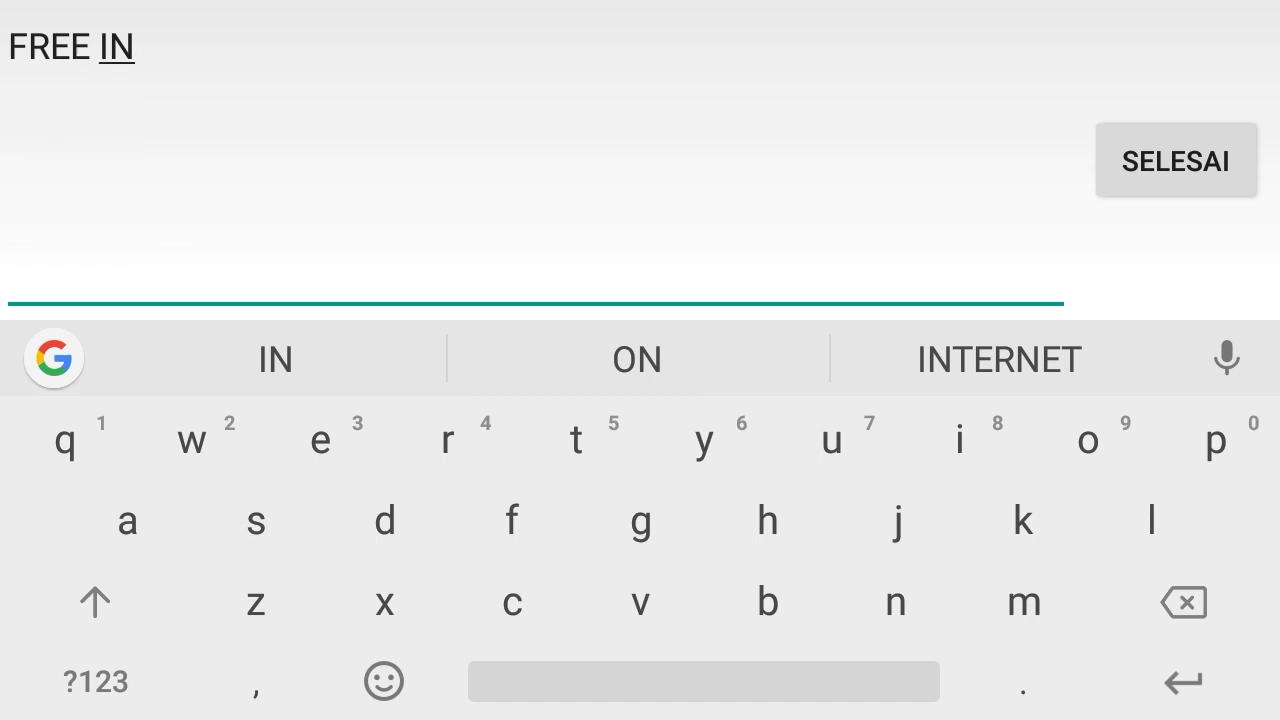 FREE IN
SELESAI
IN ON INTERNET
q 1 w 2 e 3 r 4 t 5 y 6 u 7 i 8 o 9 p 0
a s d f g h j k l
z x c v b n m
?123 , .